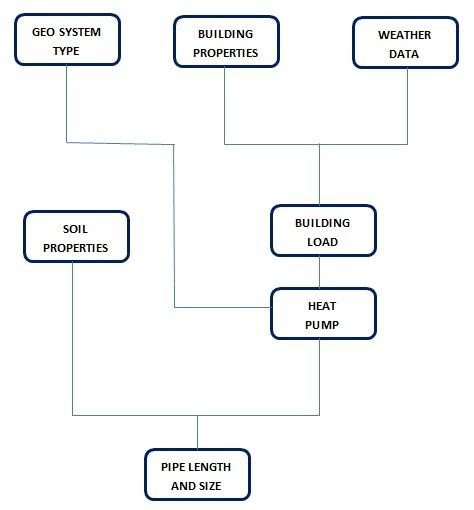 GEO SYSTEM
TYPE
BUILDING
PROPERTIES
WEATHER
DATA
SOIL
PROPERTIES
BUILDING
LOAD
HEAT
PUMP
PIPE LENGTH
AND SIZE